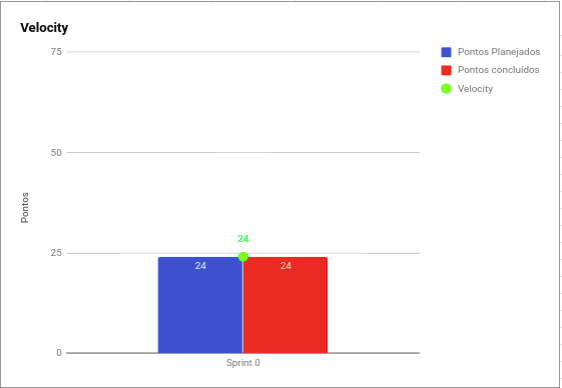 Velocity
75
50
25
0
Pontos
24
24
24
Sprint 0
Pontos Planejados
Pontos concluídos
Velocity